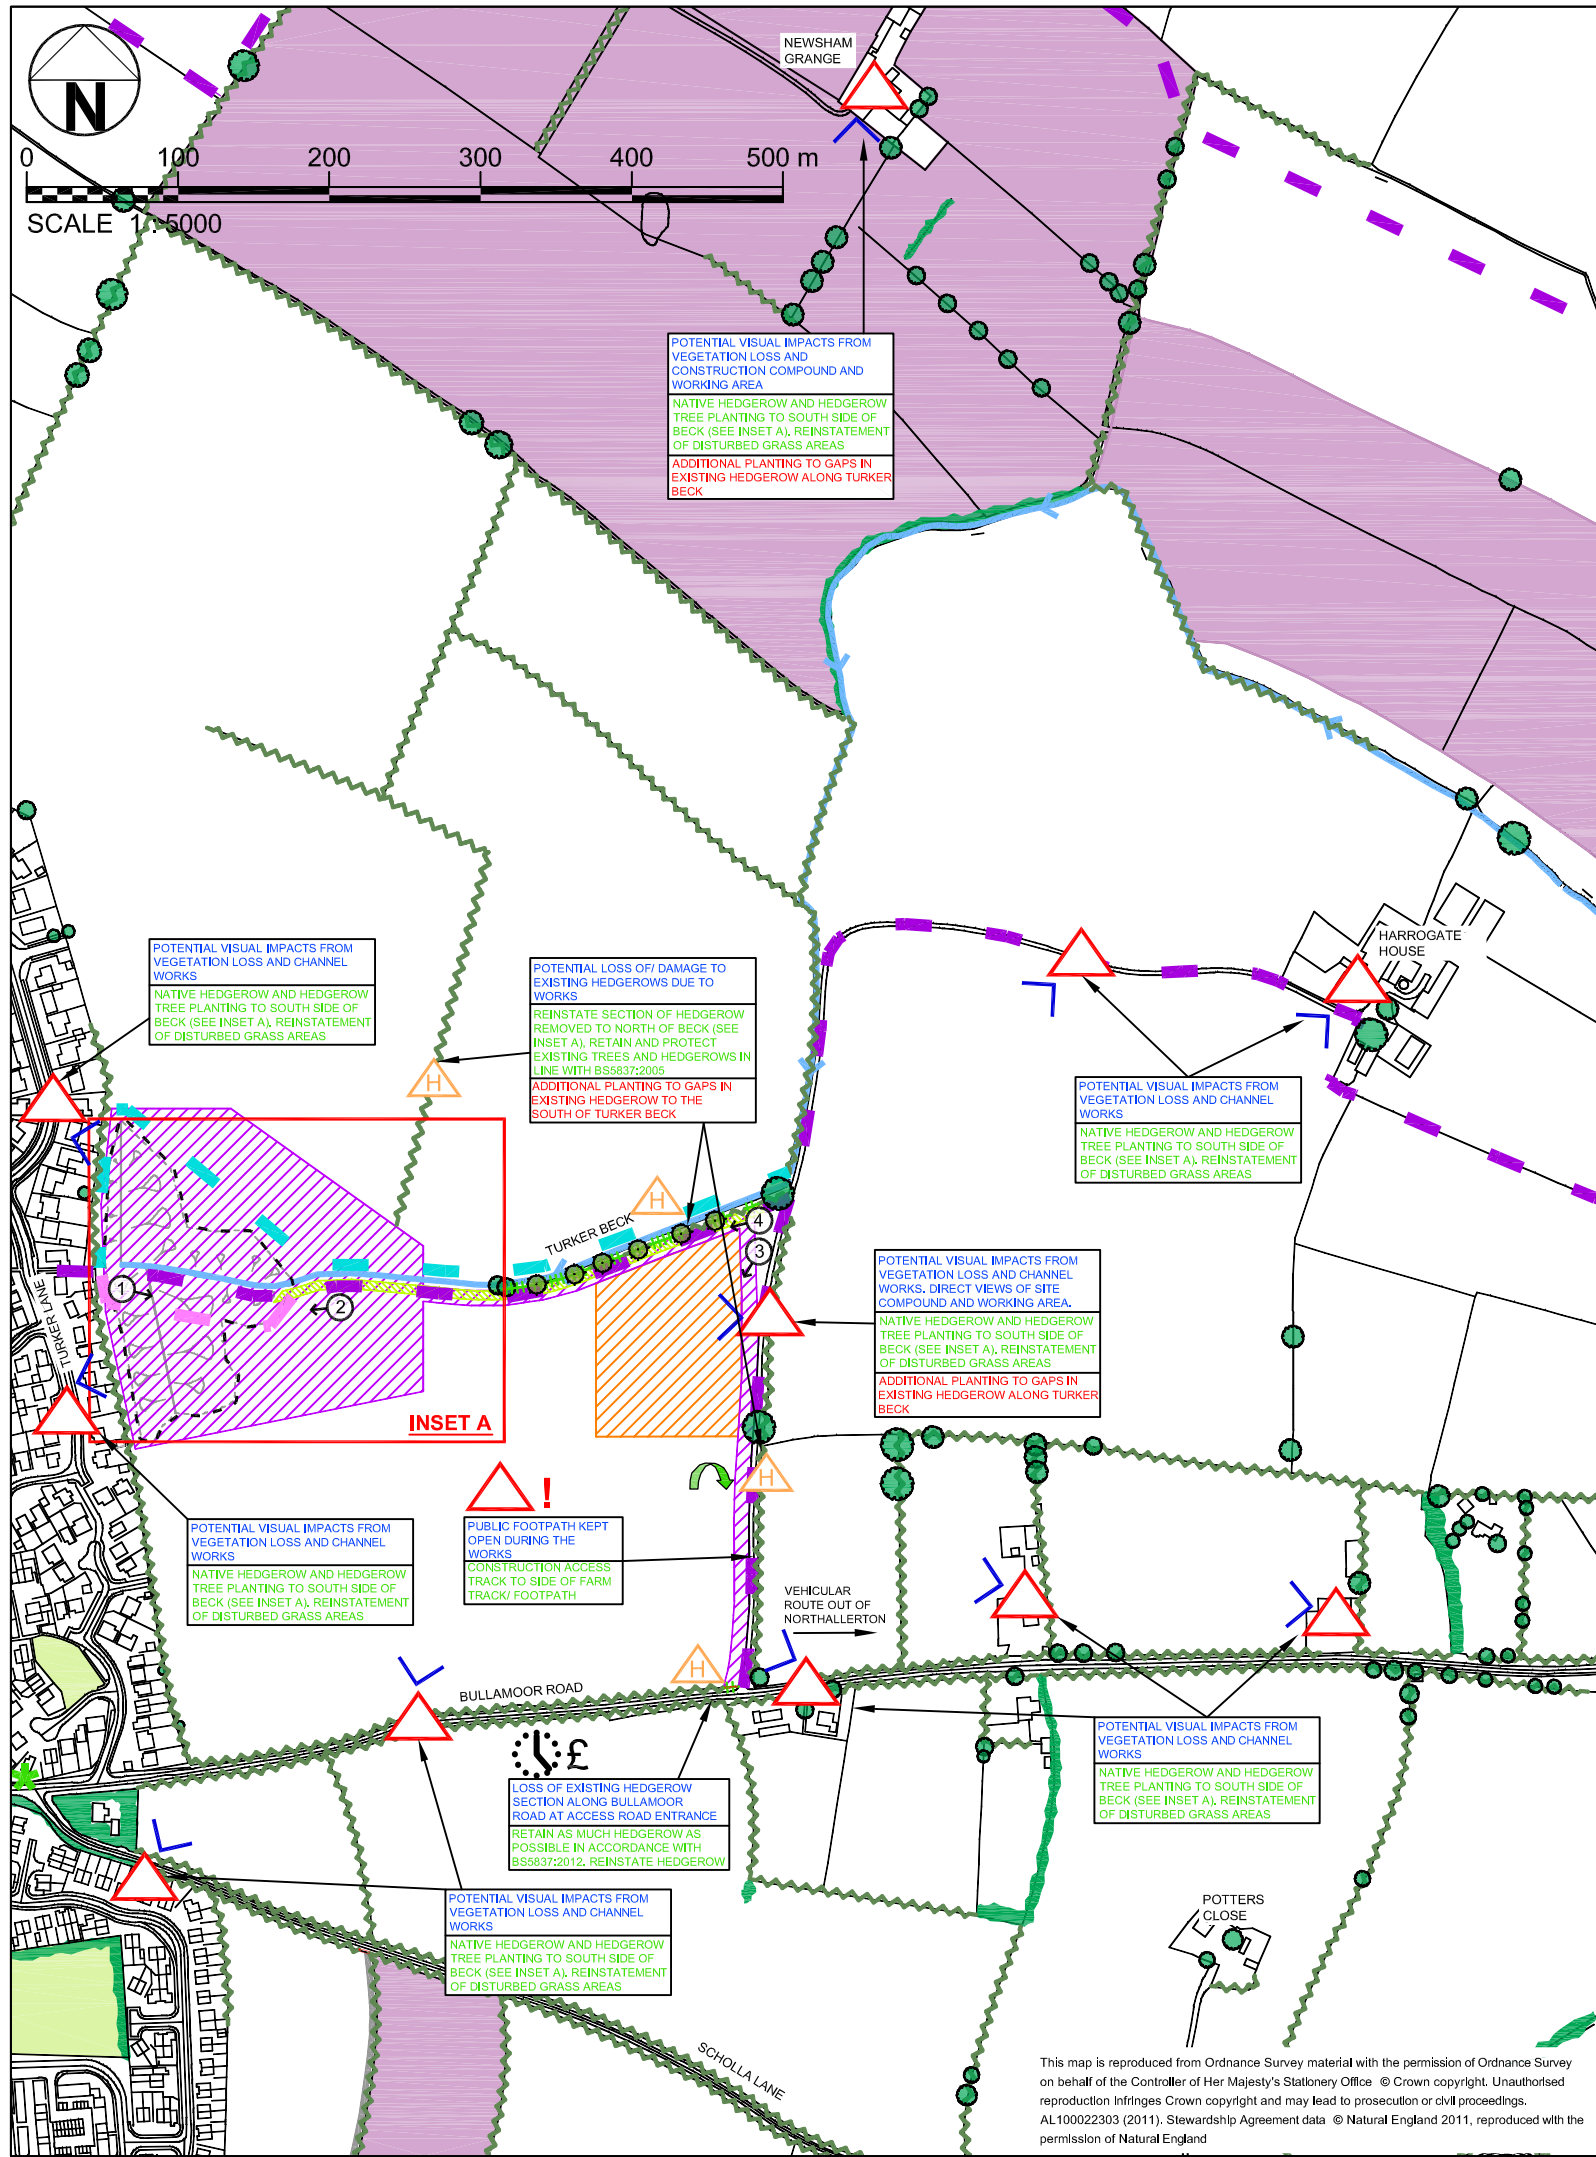 NEWSHAM
GRANGE
N
0 100 200 300 400 500 m
SCALE 1 : 5000
POTENTIAL VISUAL IMPACTS FROM
VEGETATION LOSS AND
CONSTRUCTION COMPOUND AND
WORKING AREA
NATIVE HEDGEROW AND HEDGEROW
TREE PLANTING TO SOUTH SIDE OF
BECK (SEE INSET A). REINSTATEMENT
OF DISTURBED GRASS AREAS
ADDITIONAL PLANTING TO GAPS IN
EXISTING HEDGEROW ALONG TURKER
BECK
HARROGATE
HOUSE
POTENTIAL VISUAL IMPACTS FROM
VEGETATION LOSS AND CHANNEL
WORKS
NATIVE HEDGEROW AND HEDGEROW
TREE PLANTING TO SOUTH SIDE OF
BECK (SEE INSET A). REINSTATEMENT
OF DISTURBED GRASS AREAS
POTENTIAL LOSS OF/ DAMAGE TO
EXISTING HEDGEROWS DUE TO
WORKS
REINSTATE SECTION OF HEDGEROW
REMOVED TO NORTH OF BECK (SEE
INSET A). RETAIN AND PROTECT
EXISTING TREES AND HEDGEROWS IN
LINE WITH BS5837:2005
ADDITIONAL PLANTING TO GAPS IN
EXISTING HEDGEROW TO THE
SOUTH OF TURKER BECK
H
POTENTIAL VISUAL IMPACTS FROM
VEGETATION LOSS AND CHANNEL
WORKS
NATIVE HEDGEROW AND HEDGEROW
TREE PLANTING TO SOUTH SIDE OF
BECK (SEE INSET A). REINSTATEMENT
OF DISTURBED GRASS AREAS
H
TURKER BECK
4
3
1
2
TURKER LANE
INSET A
POTENTIAL VISUAL IMPACTS FROM
VEGETATION LOSS AND CHANNEL
WORKS. DIRECT VIEWS OF SITE
COMPOUND AND WORKING AREA.
NATIVE HEDGEROW AND HEDGEROW
TREE PLANTING TO SOUTH SIDE OF
BECK (SEE INSET A). REINSTATEMENT
OF DISTURBED GRASS AREAS
ADDITIONAL PLANTING TO GAPS IN
EXISTING HEDGEROW ALONG TURKER
BECK
H
!
POTENTIAL VISUAL IMPACTS FROM
VEGETATION LOSS AND CHANNEL
WORKS
NATIVE HEDGEROW AND HEDGEROW
TREE PLANTING TO SOUTH SIDE OF
BECK (SEE INSET A). REINSTATEMENT
OF DISTURBED GRASS AREAS
PUBLIC FOOTPATH KEPT
OPEN DURING THE
WORKS
CONSTRUCTION ACCESS
TRACK TO SIDE OF FARM
TRACK/ FOOTPATH
VEHICULAR
ROUTE OUT OF
NORTHALLERTON
H
BULLAMOOR ROAD
£
LOSS OF EXISTING HEDGEROW
SECTION ALONG BULLAMOOR
ROAD AT ACCESS ROAD ENTRANCE
RETAIN AS MUCH HEDGEROW AS
POSSIBLE IN ACCORDANCE WITH
BS5837:2012. REINSTATE HEDGEROW
POTENTIAL VISUAL IMPACTS FROM
VEGETATION LOSS AND CHANNEL
WORKS
NATIVE HEDGEROW AND HEDGEROW
TREE PLANTING TO SOUTH SIDE OF
BECK (SEE INSET A). REINSTATEMENT
OF DISTURBED GRASS AREAS
POTENTIAL VISUAL IMPACTS FROM
VEGETATION LOSS AND CHANNEL
WORKS
NATIVE HEDGEROW AND HEDGEROW
TREE PLANTING TO SOUTH SIDE OF
BECK (SEE INSET A). REINSTATEMENT
OF DISTURBED GRASS AREAS
POTTERS
CLOSE
SCHOLLA LANE
This map is reproduced from Ordnance Survey material with the permission of Ordnance Survey
on behalf of the Controller of Her Majesty's Stationery Office © Crown copyright. Unauthorised
reproduction infringes Crown copyright and may lead to prosecution or civil proceedings.
AL100022303 (2011). Stewardship Agreement data © Natural England 2011, reproduced with the
permission of Natural England